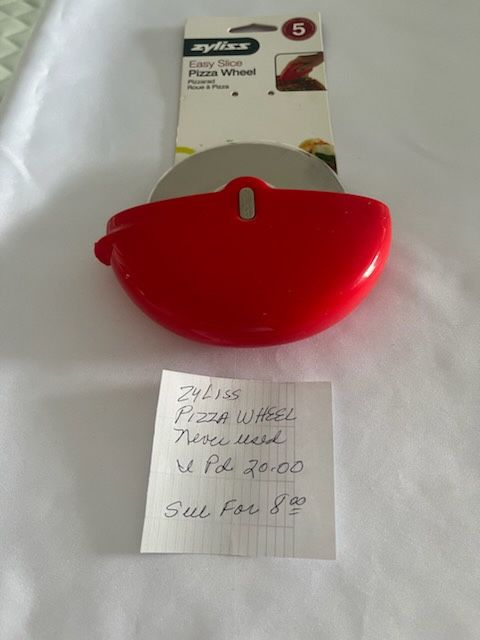 zyliss
5
Easy Slice
Pizza Wheel
Pizzarad
Roue à Pizza
ZYLISS
PIZZA WHEEL
Never used
Pd 20.00
Sell For 8.00